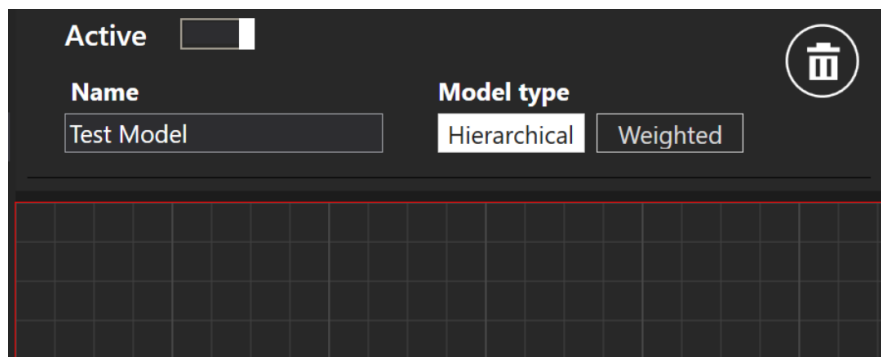 Active
Name
Model type
Test Model
Hierarchical
Weighted